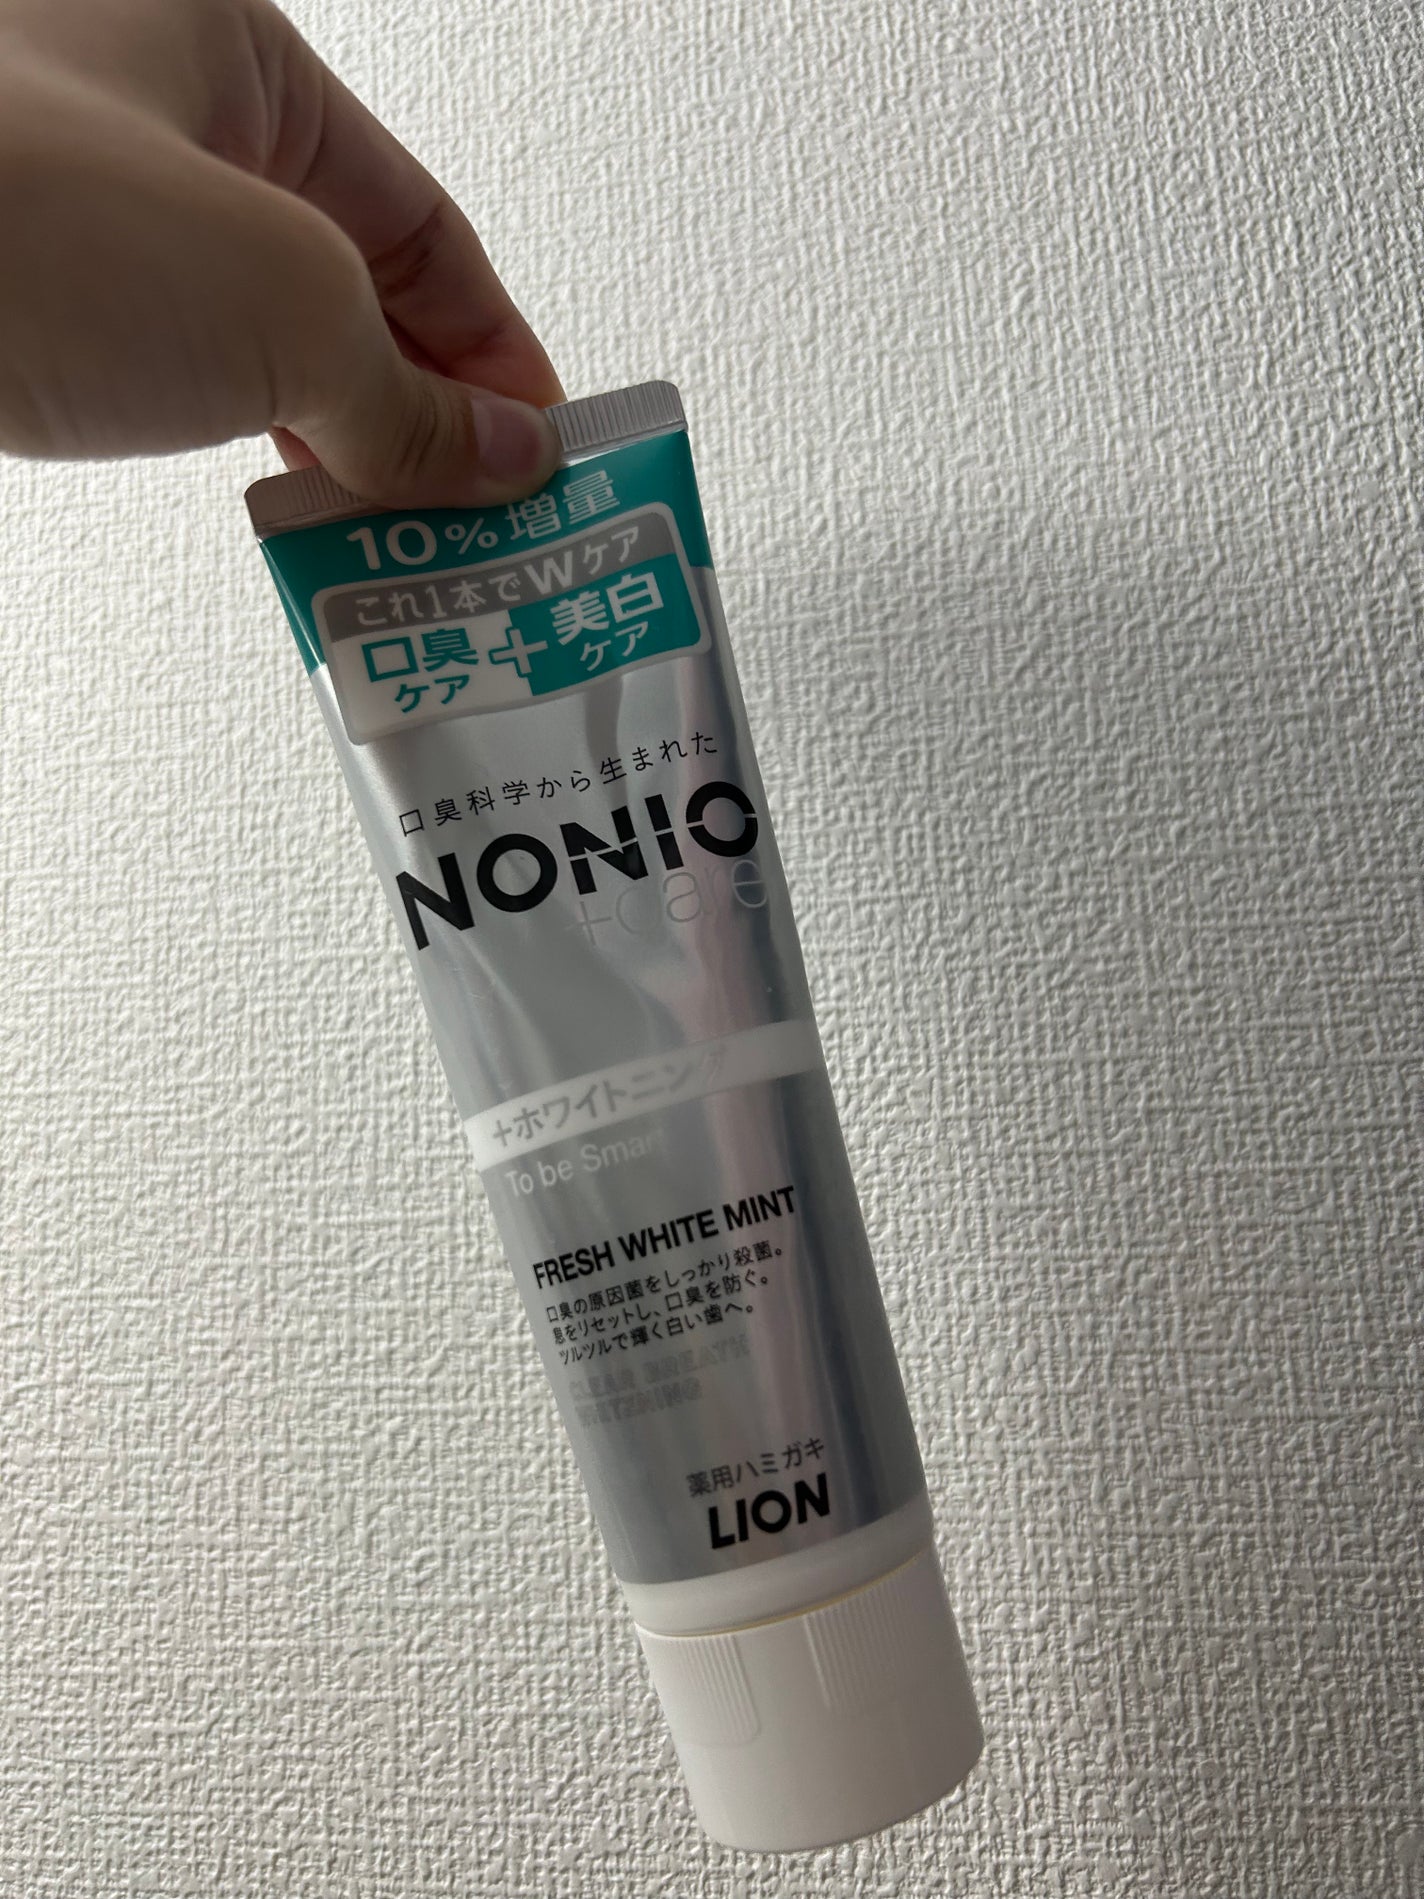 10%増量
これ1本でWケア
口臭ケア+美白ケア
口臭科学から生まれた
NONIO
+care
+ホワイトニング
To be Smart
FRESH WHITE MINT
口臭の原因菌をしっかり殺菌。
息をリセットし、口臭を防ぐ。
ツルツルで輝く白い歯へ。
CLEAR BREATH
WHITENING
薬用ハミガキ
LION